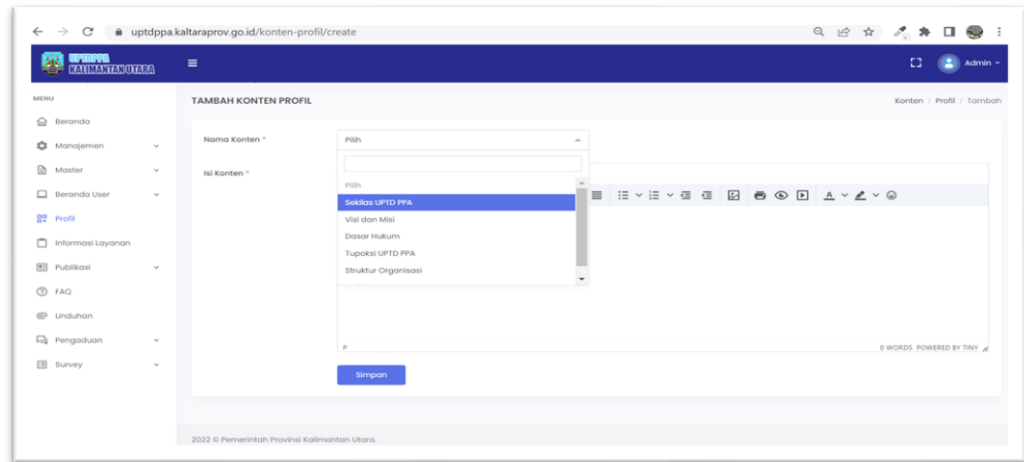 uptdppa.kaltaraprov.go.id/konten-profil/create
UPTDPPA
KALIMANTAN UTARA
Admin
MENU
TAMBAH KONTEN PROFIL
Konten / Profil / Tambah
Beranda
Manajemen
Master
Beranda User
Profil
Informasi Layanan
Publikasi
FAQ
Unduhan
Pengaduan
Survey
Nama Konten *
Pilih
Isi Konten *
Pilih
Sekilas UPTD PPA
Visi dan Misi
Dasar Hukum
Tupoksi UPTD PPA
Struktur Organisasi
P
0 WORDS POWERED BY TINY
Simpan
2022 © Pemerintah Provinsi Kalimantan Utara.